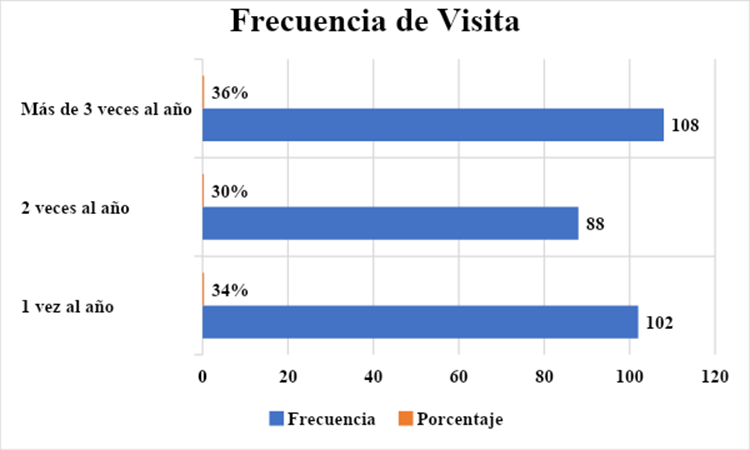 Frecuencia de Visita
36%
Más de 3 veces al año
108
30%
2 veces al año
88
34%
1 vez al año
102
0 20 40 60 80 100 120
Frecuencia Porcentaje